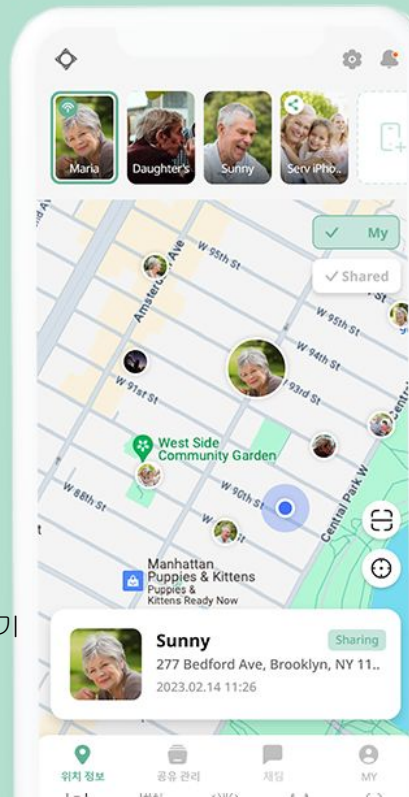 Maria
Daughter's
Sunny
Serv iPho..
My
Shared
Amsterdam Ave
W 95th St
W 95th St
W 94th St
W 93rd St
W 91st St
West Side
Community Garden
W 90th St
W 88th St
Central Park W
Manhattan
Puppies & Kittens
Puppies &
Kittens Ready Now
기
Sunny
Sharing
277 Bedford Ave, Brooklyn, NY 11..
2023.02.14 11:26
위치 정보
공유 관리
채팅
MY